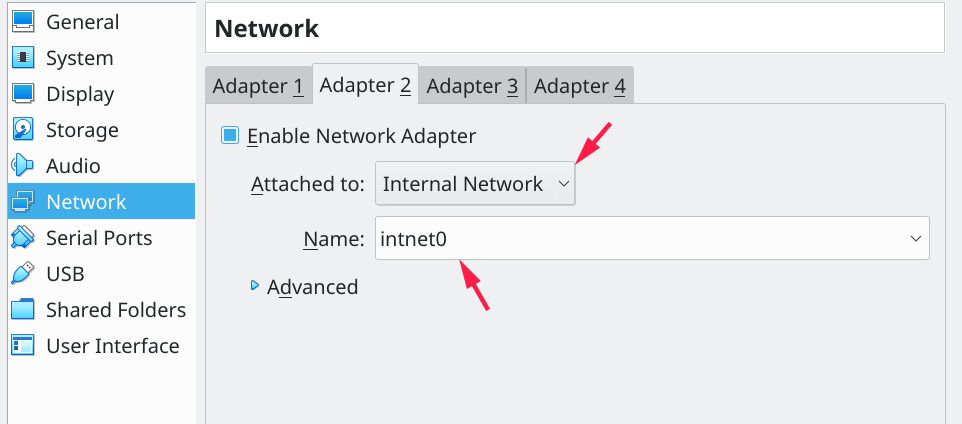 General
System
Display
Storage
Audio
Network
Serial Ports
USB
Shared Folders
User Interface
Network
Adapter 1 Adapter 2 Adapter 3 Adapter 4
Enable Network Adapter
Attached to: Internal Network
Name: intnet0
Advanced